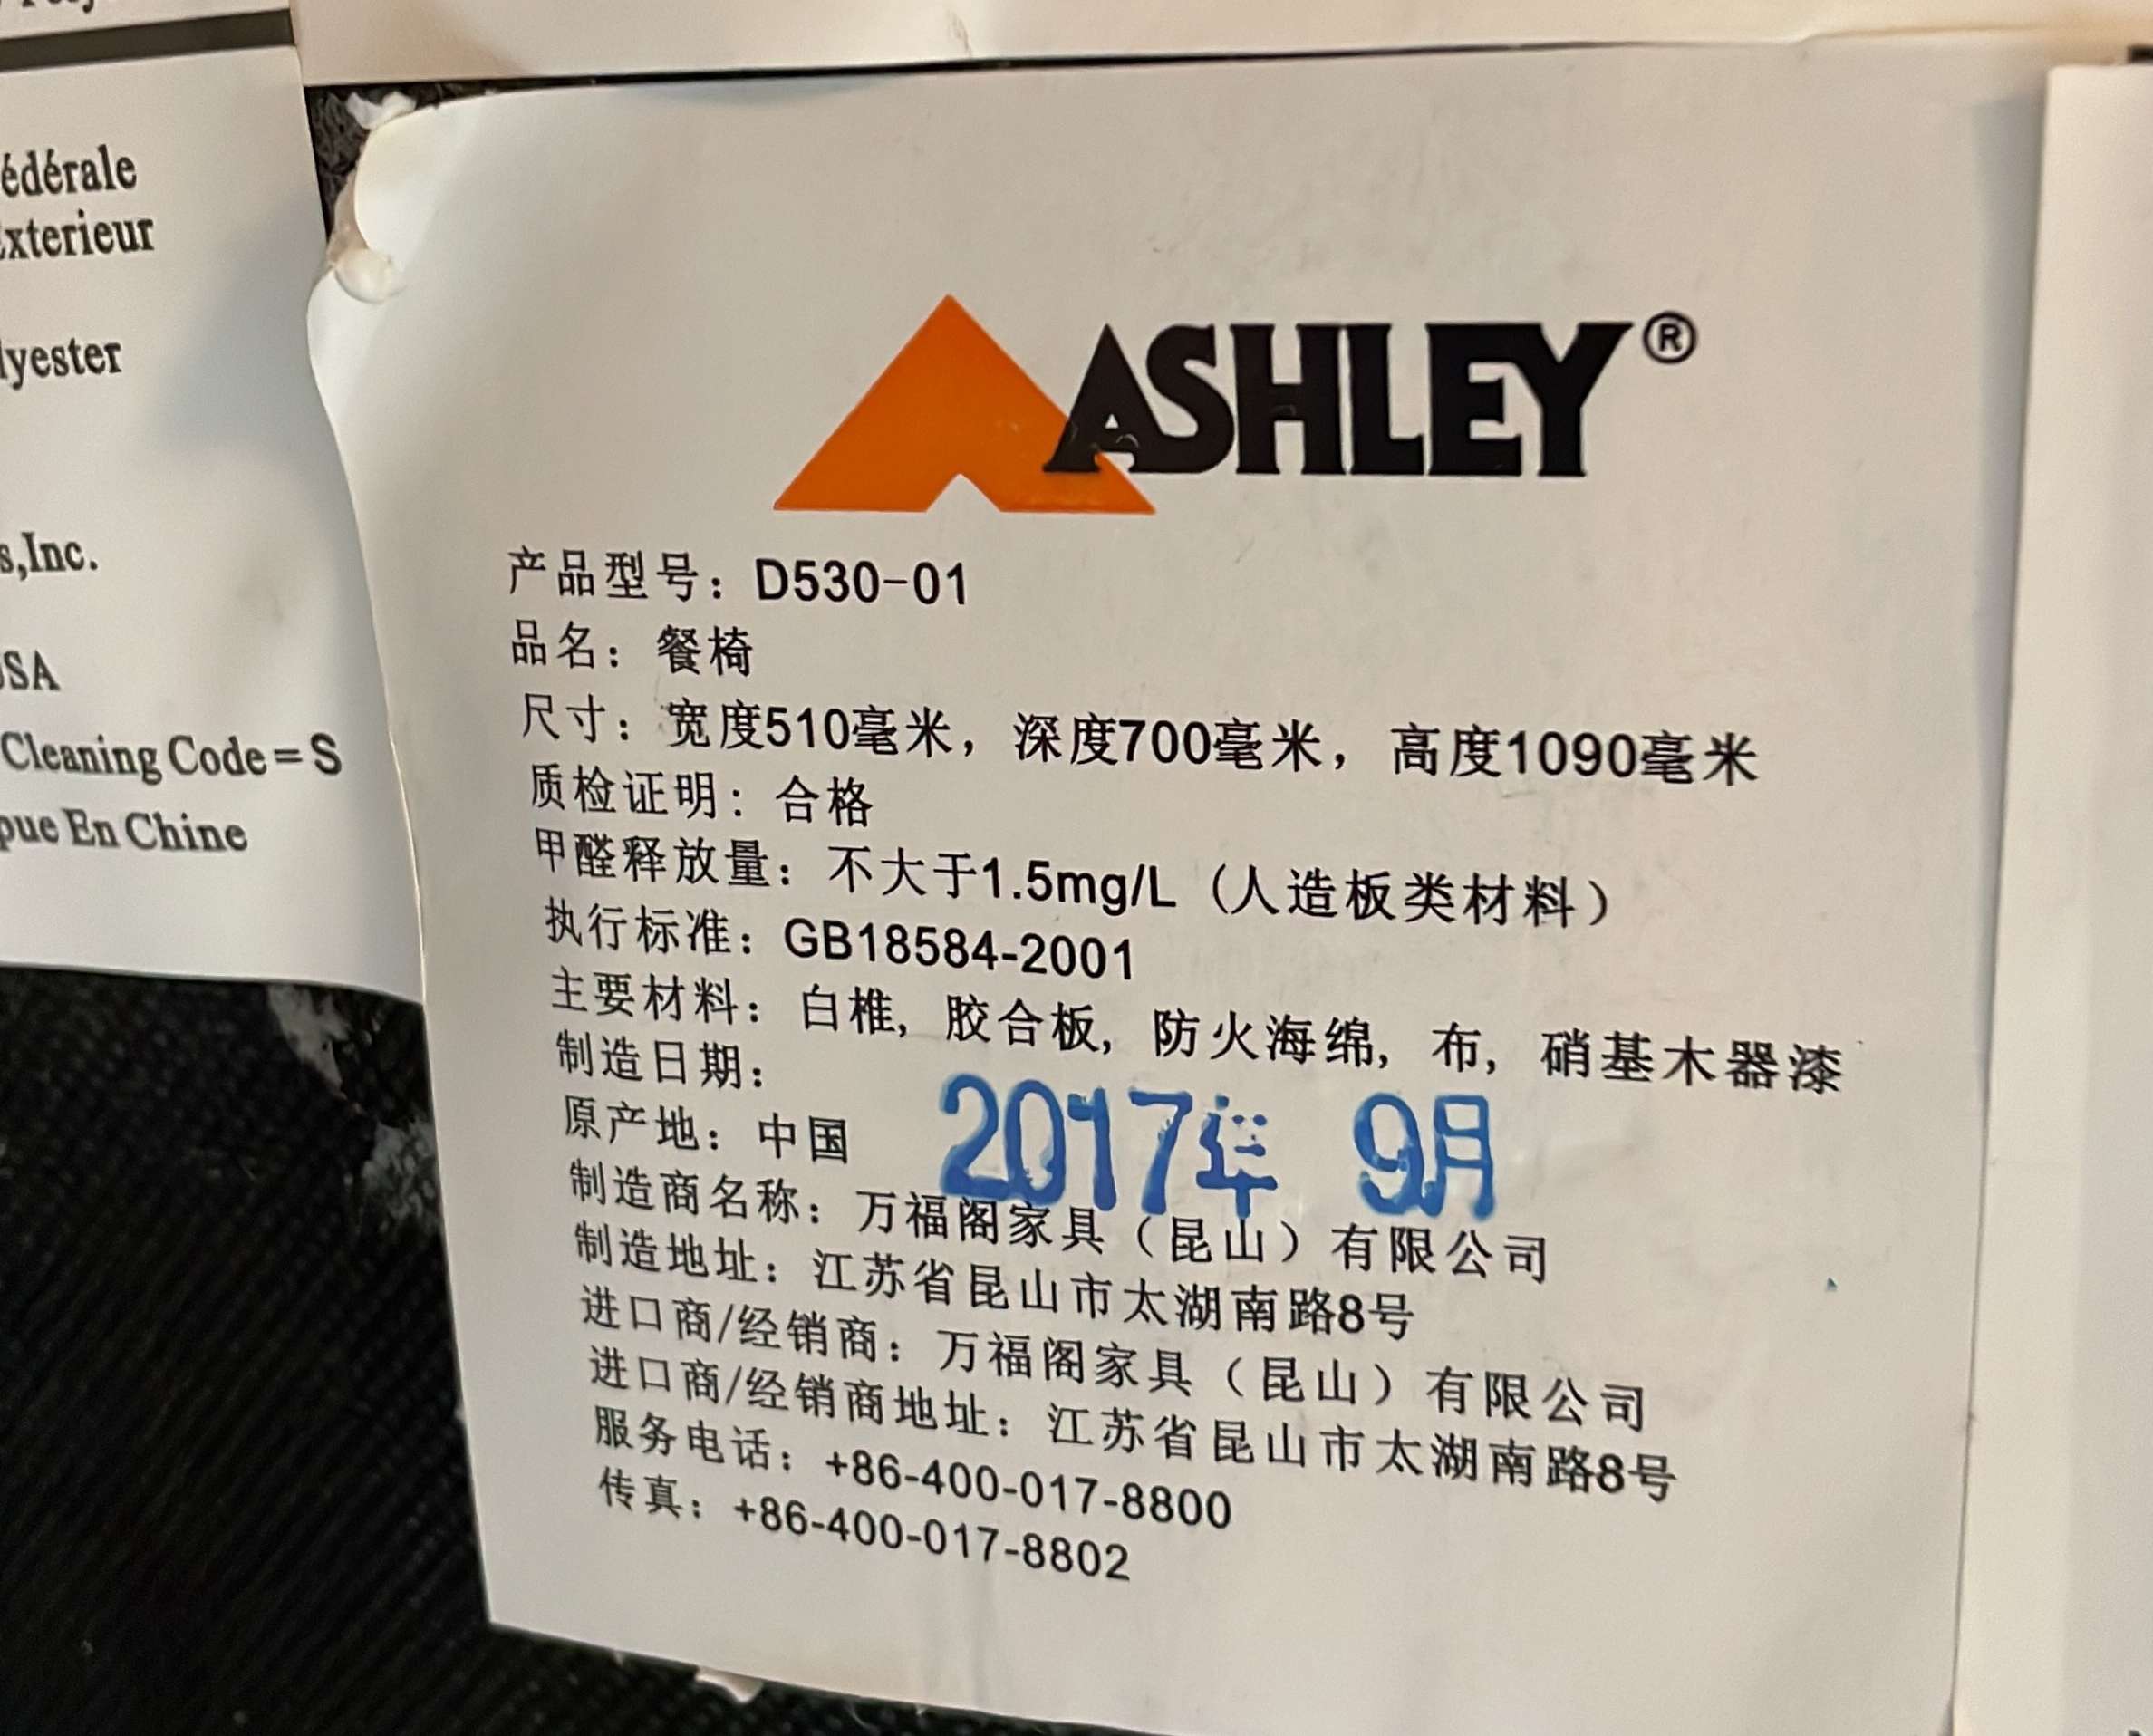 édérale
xterieur
lyester
s,Inc.
SA
Cleaning Code = S
pue En Chine
ASHLEY®
产品型号：D530-01
品名：餐椅
尺寸：宽度510毫米，深度700毫米，高度1090毫米
质检证明：合格
甲醛释放量：不大于1.5mg/L（人造板类材料）
执行标准：GB18584-2001
主要材料：白椎，胶合板，防火海绵，布，硝基木器漆
制造日期：
2017年 9月
原产地：中国
制造商名称：万福阁家具（昆山）有限公司
制造地址：江苏省昆山市太湖南路8号
进口商/经销商：万福阁家具（昆山）有限公司
进口商/经销商地址：江苏省昆山市太湖南路8号
服务电话：+86-400-017-8800
传真：+86-400-017-8802